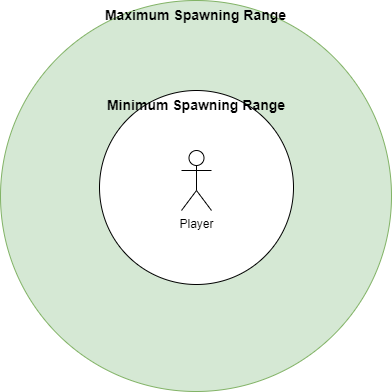 Maximum Spawning Range
Minimum Spawning Range
Player